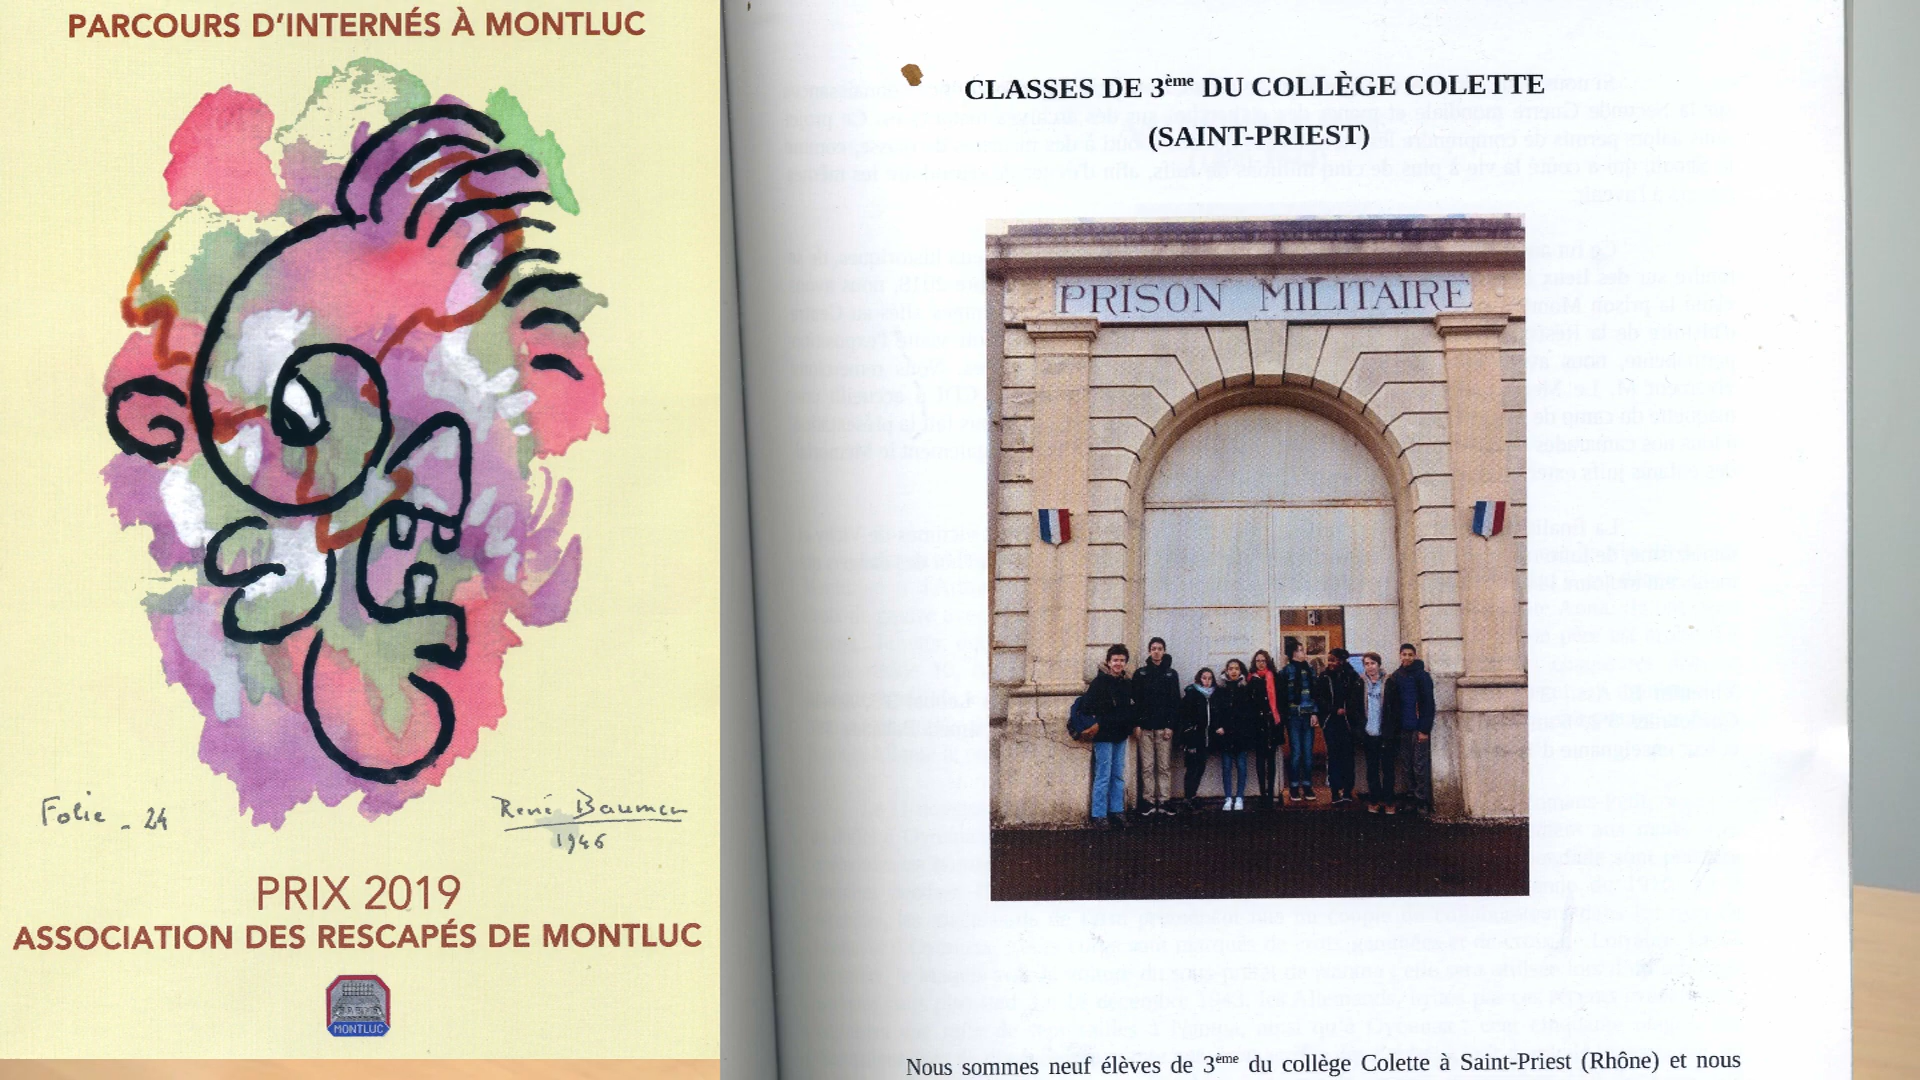 PARCOURS D'INTERNÉS À MONTLUC
Folie - 24
René Baumer
1946
PRIX 2019
ASSOCIATION DES RESCAPÉS DE MONTLUC
MONTLUC
CLASSES DE 3ème DU COLLÈGE COLETTE
(SAINT-PRIEST)
PRISON MILITAIRE
Nous sommes neuf élèves de 3ème du collège Colette à Saint-Priest (Rhône) et nous